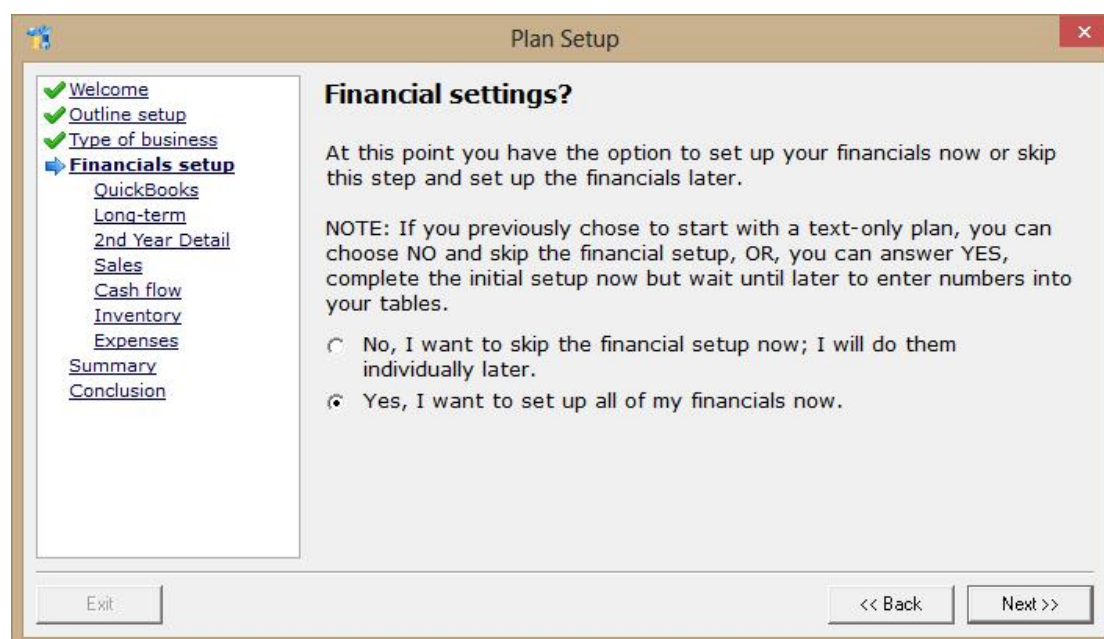 Plan Setup
Welcome
Outline setup
Type of business
Financials setup
QuickBooks
Long-term
2nd Year Detail
Sales
Cash flow
Inventory
Expenses
Summary
Conclusion
Financial settings?
At this point you have the option to set up your financials now or skip
this step and set up the financials later.
NOTE: If you previously chose to start with a text-only plan, you can
choose NO and skip the financial setup, OR, you can answer YES,
complete the initial setup now but wait until later to enter numbers into
your tables.
No, I want to skip the financial setup now; I will do them
individually later.
Yes, I want to set up all of my financials now.
Exit
<< Back
Next >>